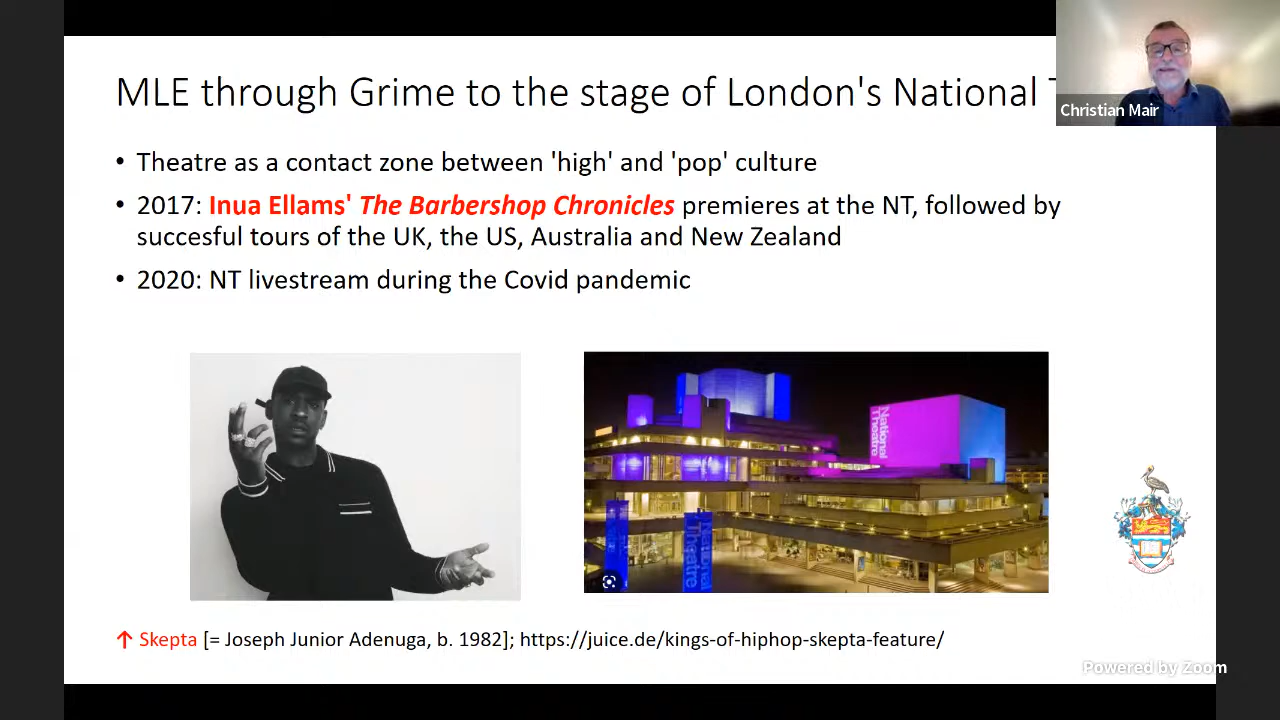 MLE through Grime to the stage of London's National
Christian Mair
• Theatre as a contact zone between 'high' and 'pop' culture
• 2017: Inua Ellams' The Barbershop Chronicles premieres at the NT, followed by
succesful tours of the UK, the US, Australia and New Zealand
• 2020: NT livestream during the Covid pandemic
National
Theatre
National
Theatre
↑ Skepta [= Joseph Junior Adenuga, b. 1982]; https://juice.de/kings-of-hiphop-skepta-feature/
Powered by Zoom